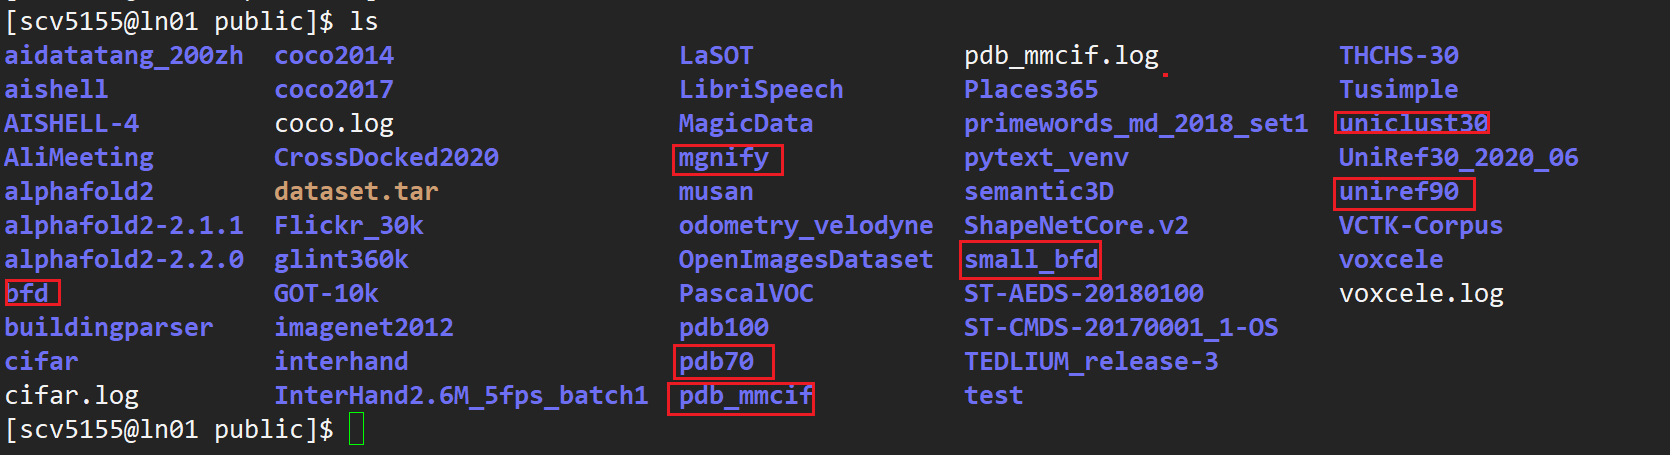 [scv5155@ln01 public]$ ls
aidatatang_200zh coco2014 LaSOT pdb_mmcif.log THCHS-30
aishell coco2017 LibriSpeech Places365 Tusimple
AISHELL-4 coco.log MagicData primewords_md_2018_set1 uniclust30
AliMeeting CrossDocked2020 mgnify pytext_venv UniRef30_2020_06
alphafold2 dataset.tar musan semantic3D uniref90
alphafold2-2.1.1 Flickr_30k odometry_velodyne ShapeNetCore.v2 VCTK-Corpus
alphafold2-2.2.0 glint360k OpenImagesDataset small_bfd voxcele
bfd GOT-10k PascalVOC ST-AEDS-20180100 voxcele.log
buildingparser imagenet2012 pdb100 ST-CMDS-20170001_1-OS
cifar interhand pdb70 TEDLIUM_release-3
cifar.log InterHand2.6M_5fps_batch1 pdb_mmcif test
[scv5155@ln01 public]$